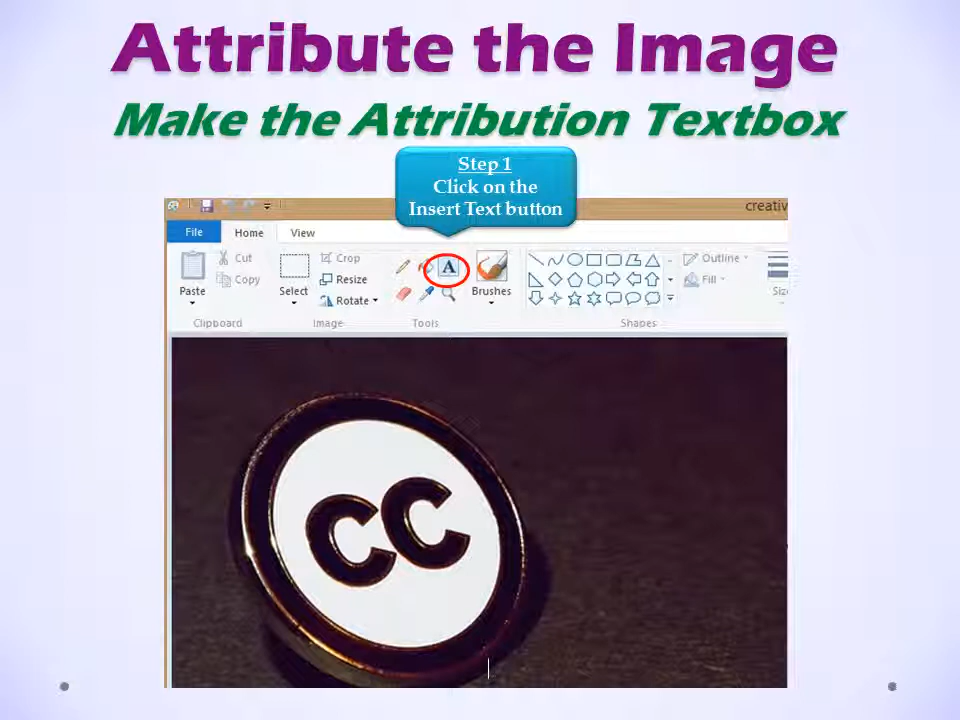 Attribute the Image
Make the Attribution Textbox
Step 1
Click on the
Insert Text button
creativ
File Home View
Paste
Cut
Copy
Clipboard
Select
Crop
Resize
Rotate
Image
A
Tools
Brushes
Shapes
Outline
Fill
Siz
CC